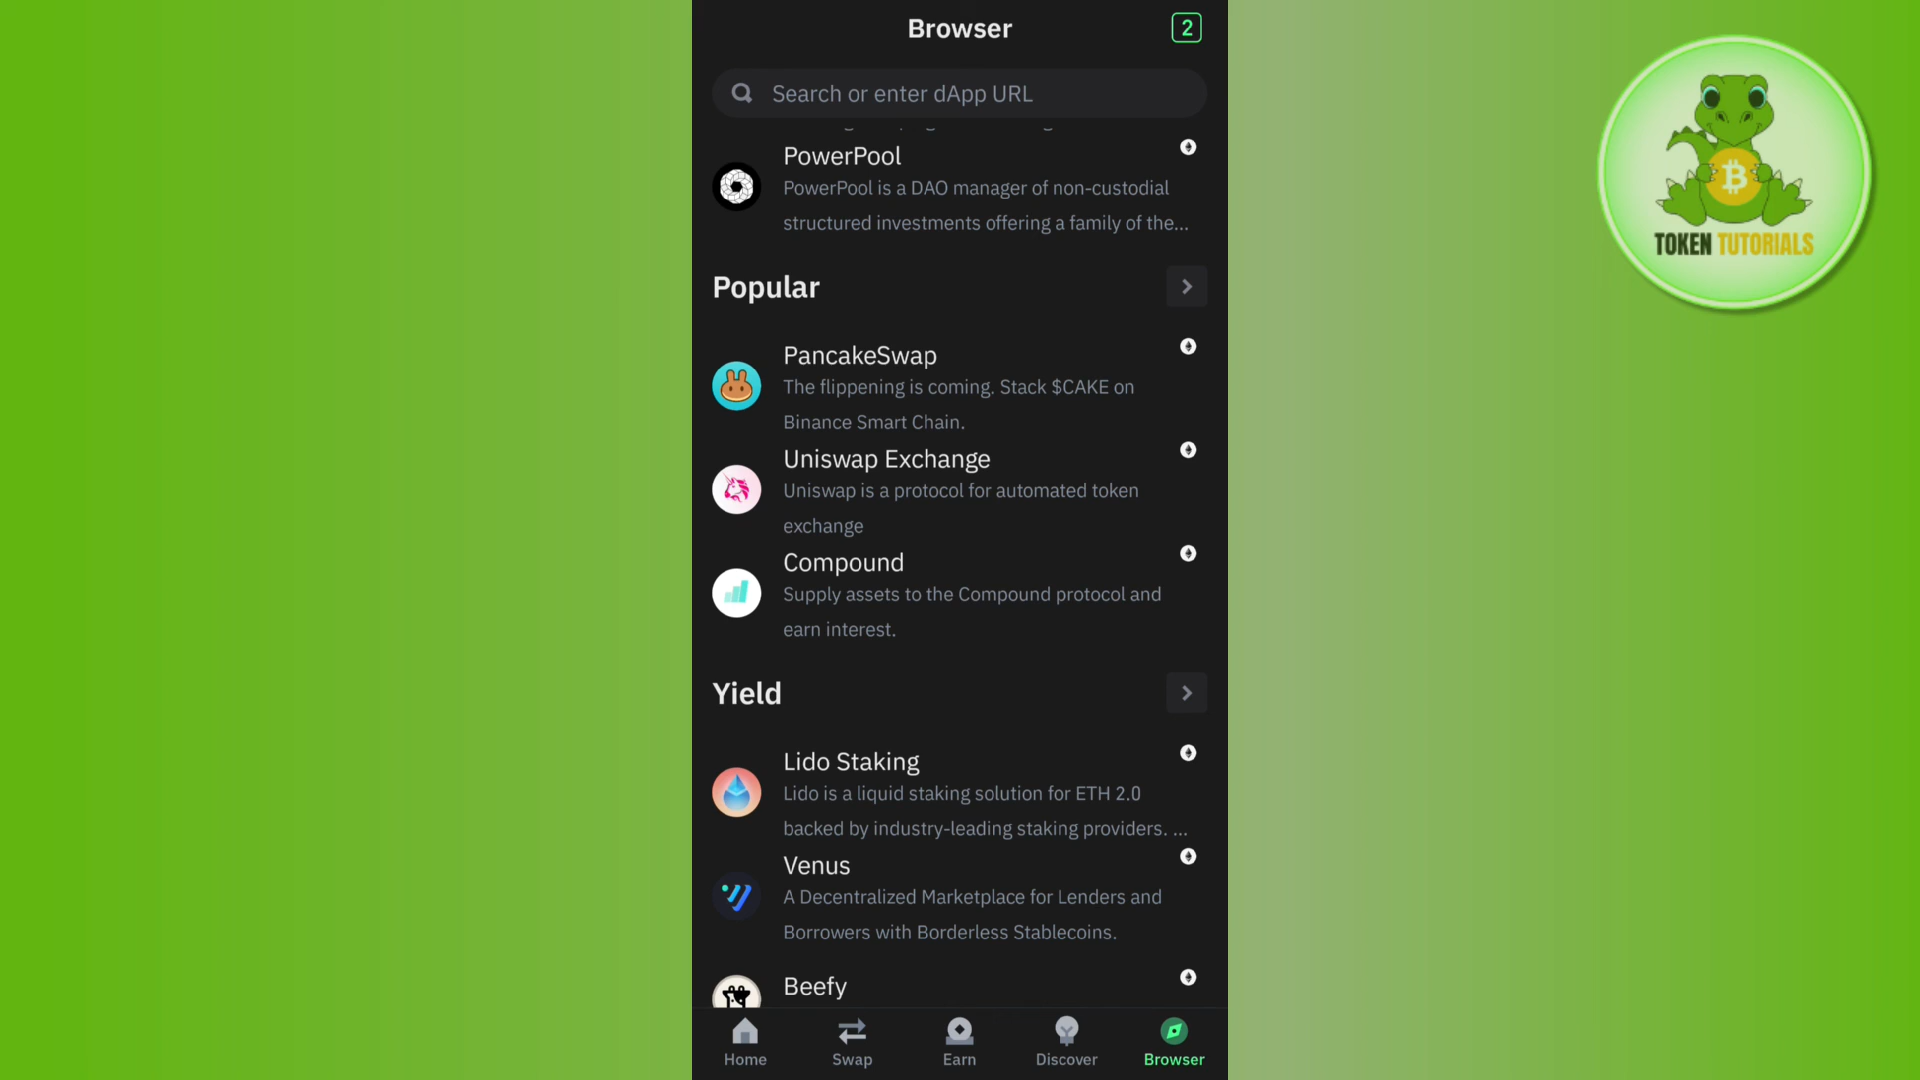 Browser
2
Search or enter dApp URL
PowerPool
PowerPool is a DAO manager of non-custodial
structured investments offering a family of the...
Popular
PancakeSwap
The flippening is coming. Stack $CAKE on
Binance Smart Chain.
Uniswap Exchange
Uniswap is a protocol for automated token
exchange
Compound
Supply assets to the Compound protocol and
earn interest.
Yield
Lido Staking
Lido is a liquid staking solution for ETH 2.0
backed by industry-leading staking providers. ...
Venus
A Decentralized Marketplace for Lenders and
Borrowers with Borderless Stablecoins.
Beefy
Home
Swap
Earn
Discover
Browser
TOKEN TUTORIALS